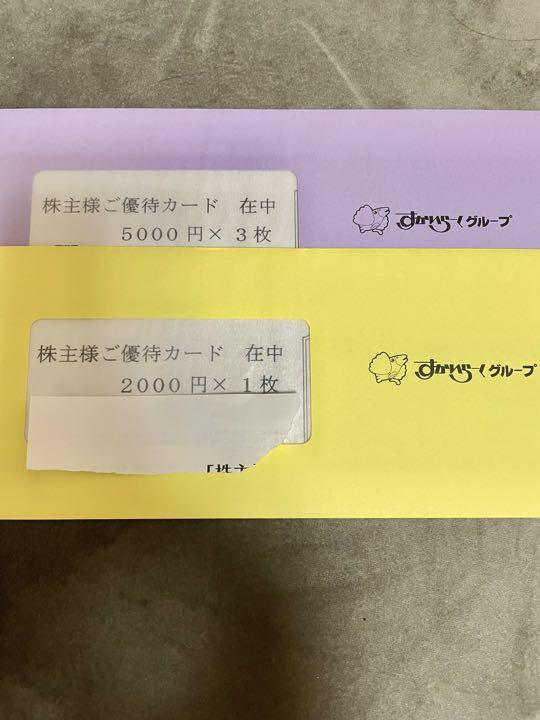 株主様ご優待カード　在中
5000円×3枚
すかいらーくグループ
株主様ご優待カード　在中
2000円×1枚
すかいらーくグループ
「株主